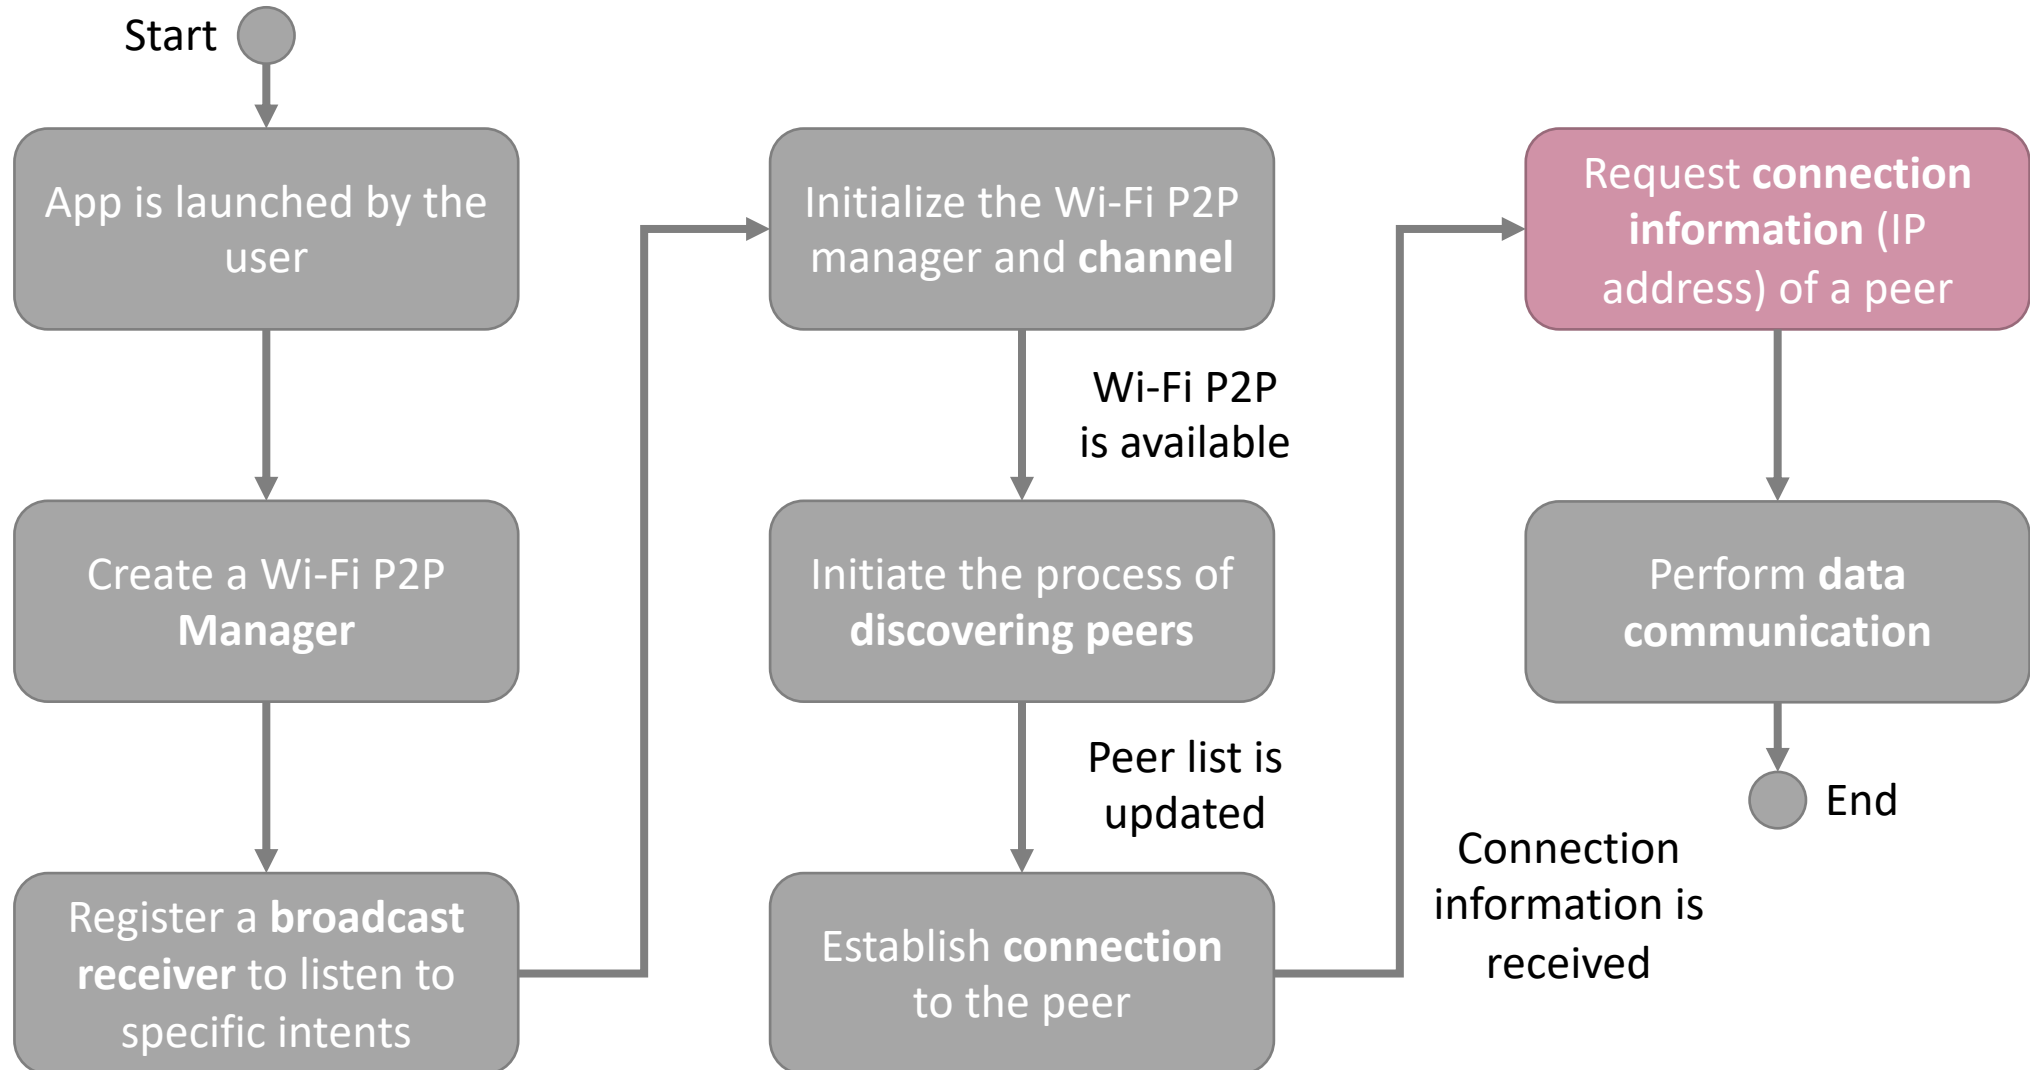 Start
App is launched by the
user
Create a Wi-Fi P2P
Manager
Register a broadcast
receiver to listen to
specific intents
Initialize the Wi-Fi P2P
manager and channel
Wi-Fi P2P
is available
Initiate the process of
discovering peers
Peer list is
updated
Establish connection
to the peer
Connection
information is
received
Request connection
information (IP
address) of a peer
Perform data
communication
End